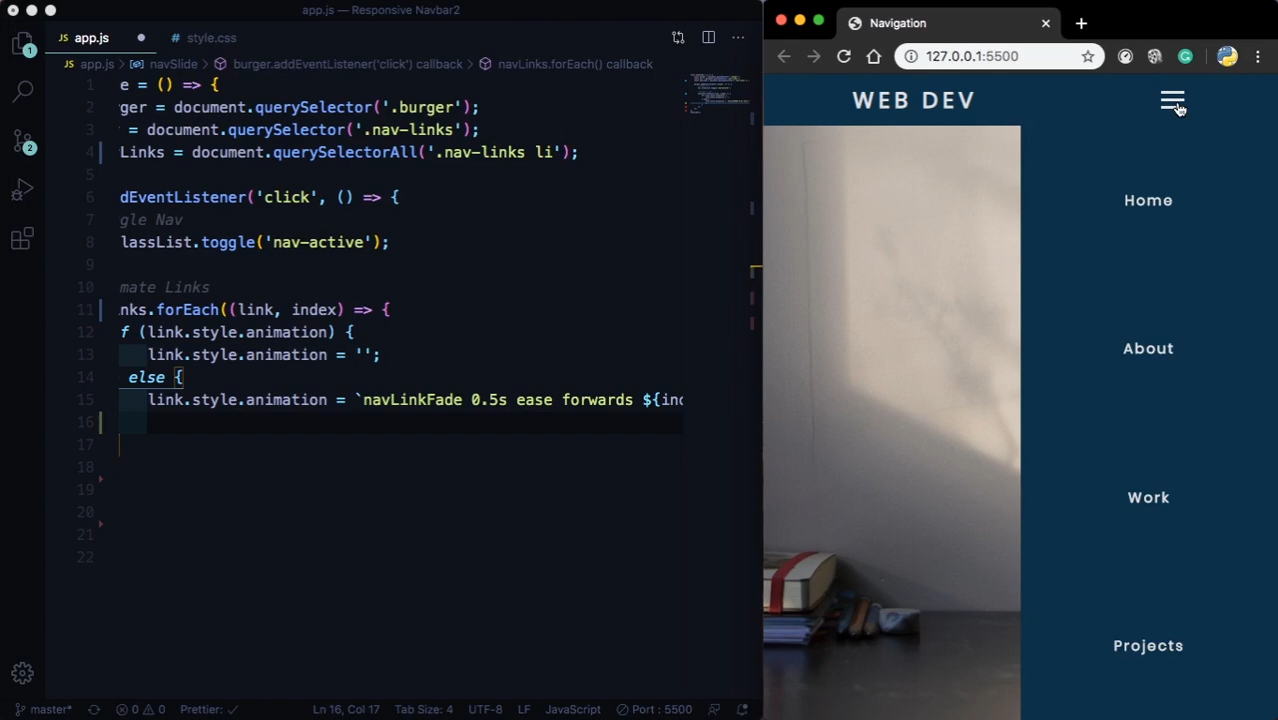 app.js — Responsive Navbar2
app.js
style.css
app.js > navSlide > burger.addEventListener('click') callback > navLinks.forEach() callback
1 e = () => {
2 rger = document.querySelector('.burger');
3 = document.querySelector('.nav-links');
4 Links = document.querySelectorAll('.nav-links li');
5
6 dEventListener('click', () => {
7 gle Nav
8 lassList.toggle('nav-active');
9
10 mate Links
11 nks.forEach((link, index) => {
12 f (link.style.animation) {
13 link.style.animation = '';
14 else {
15 link.style.animation = `navLinkFade 0.5s ease forwards ${ind
16
17
18
19
20
21
22
1
2
master*
0 0
Prettier: ✓
Ln 16, Col 17
Tab Size: 4
UTF-8
LF
JavaScript
Port : 5500
Navigation
127.0.0.1:5500
WEB DEV
Home
About
Work
Projects